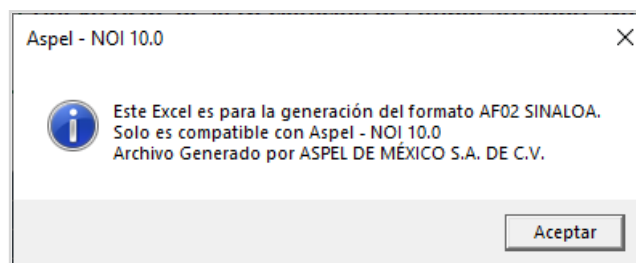 Aspel - NOI 10.0
Este Excel es para la generación del formato AF02 SINALOA.
Solo es compatible con Aspel - NOI 10.0
Archivo Generado por ASPEL DE MÉXICO S.A. DE C.V.
Aceptar